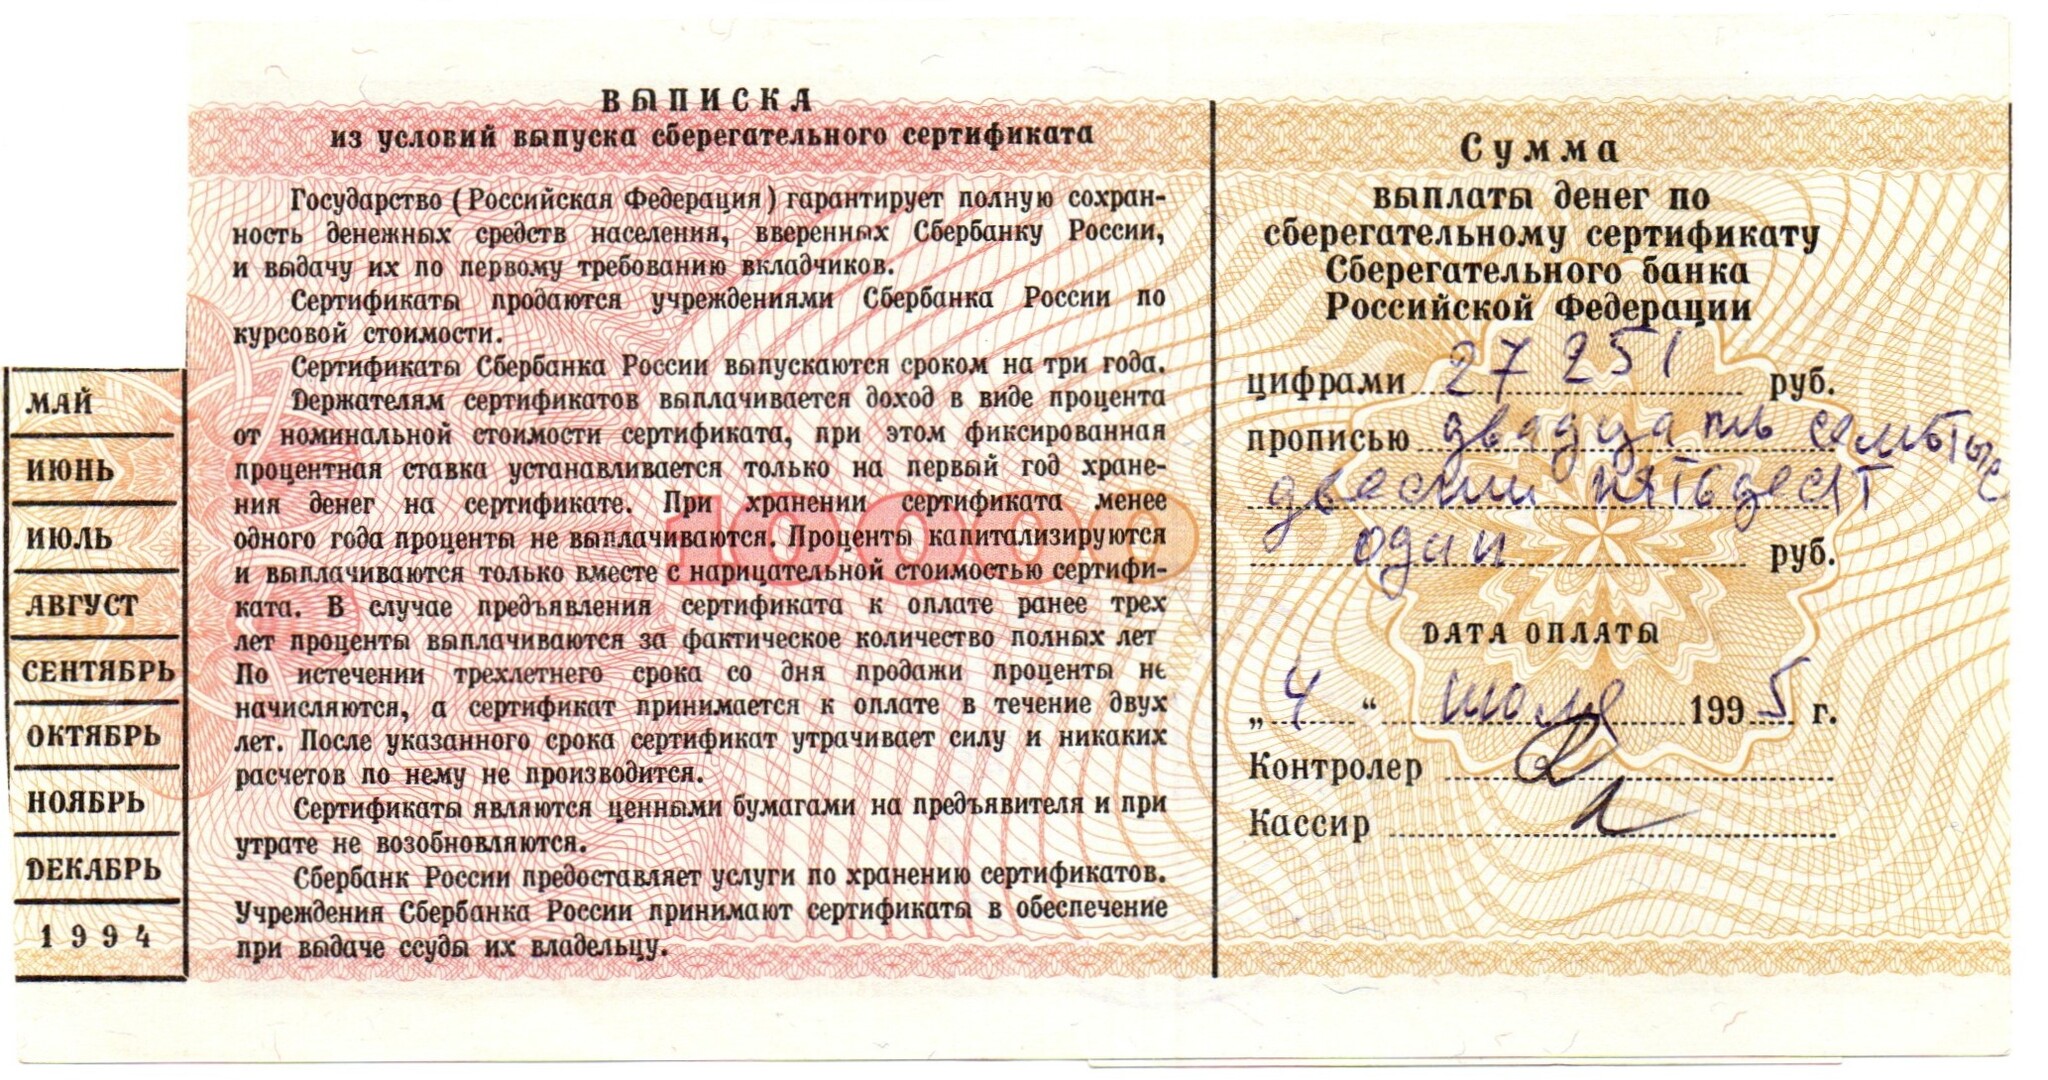 МАЙ
ИЮНЬ
ИЮЛЬ
АВГУСТ
СЕНТЯБРЬ
ОКТЯБРЬ
НОЯБРЬ
ДЕКАБРЬ
1994
ВЫПИСКА
из условий выпуска сберегательного сертификата
Государство (Российская Федерация) гарантирует полную сохран-
ность денежных средств населения, вверенных Сбербанку России,
и выдачу их по первому требованию вкладчиков.
Сертификаты продаются учреждениями Сбербанка России по
курсовой стоимости.
Сертификаты Сбербанка России выпускаются сроком на три года.
Держателям сертификатов выплачивается доход в виде процента
от номинальной стоимости сертификата, при этом фиксированная
процентная ставка устанавливается только на первый год хране-
ния денег на сертификате. При хранении сертификата менее
одного года проценты не выплачиваются. Проценты капитализируются
и выплачиваются только вместе с нарицательной стоимостью сертифи-
ката. В случае предъявления сертификата к оплате ранее трех
лет проценты выплачиваются за фактическое количество полных лет
По истечении трехлетнего срока со дня продажи проценты не
начисляются, а сертификат принимается к оплате в течение двух
лет. После указанного срока сертификат утрачивает силу и никаких
расчетов по нему не производится.
Сертификаты являются ценными бумагами на предъявителя и при
утрате не возобновляются.
Сбербанк России предоставляет услуги по хранению сертификатов.
Учреждения Сбербанка России принимают сертификаты в обеспечение
при выдаче ссуды их владельцу.
10000
Сумма
выплаты денег по
сберегательному сертификату
Сберегательного банка
Российской Федерации
цифрами 27 251 руб.
прописью двадцать семь тыс
двести пятьдесят
один руб.
ДАТА ОПЛАТЫ
„ 4 “ июля 1995 г.
Контролер
Кассир